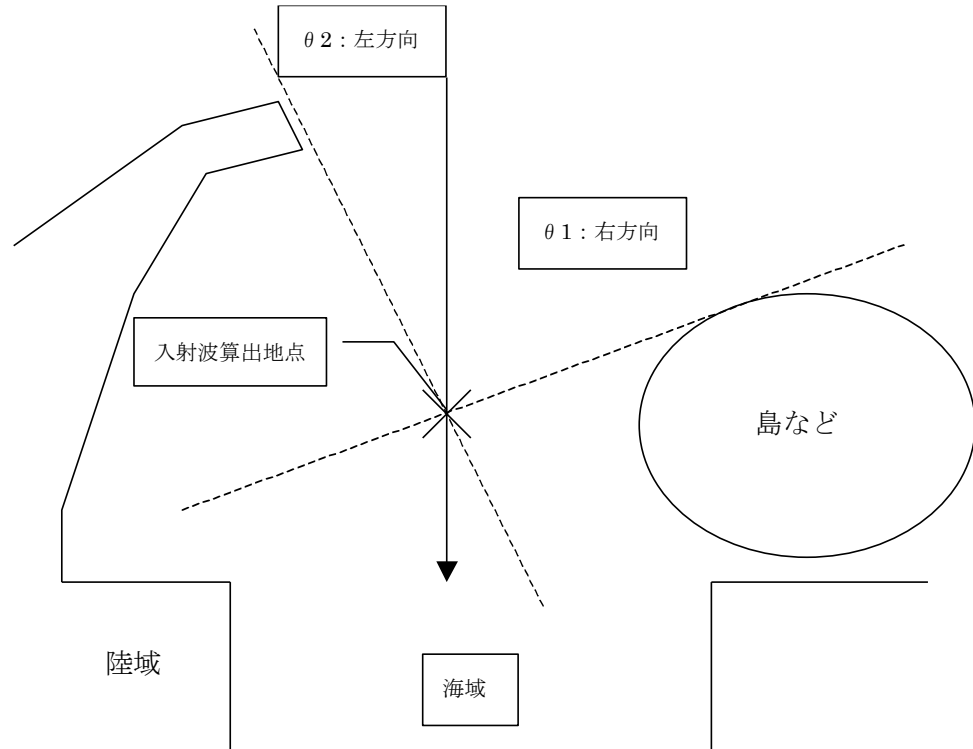 θ2：左方向
θ1：右方向
入射波算出地点
島など
陸域
海域